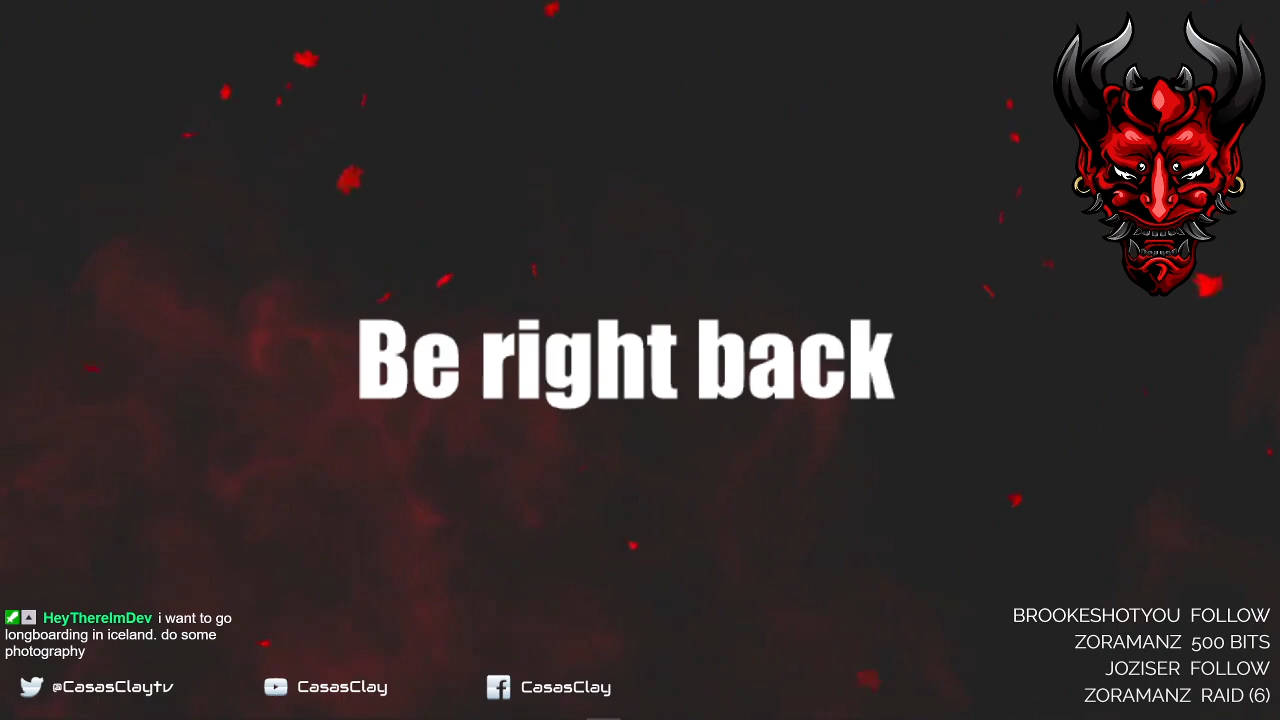 Be right back
HeyThereImDev i want to go
longboarding in iceland. do some
photography
@CasasClaytv
CasasClay
CasasClay
BROOKESHOTYOU FOLLOW
ZORAMANZ 500 BITS
JOZISER FOLLOW
ZORAMANZ RAID (6)